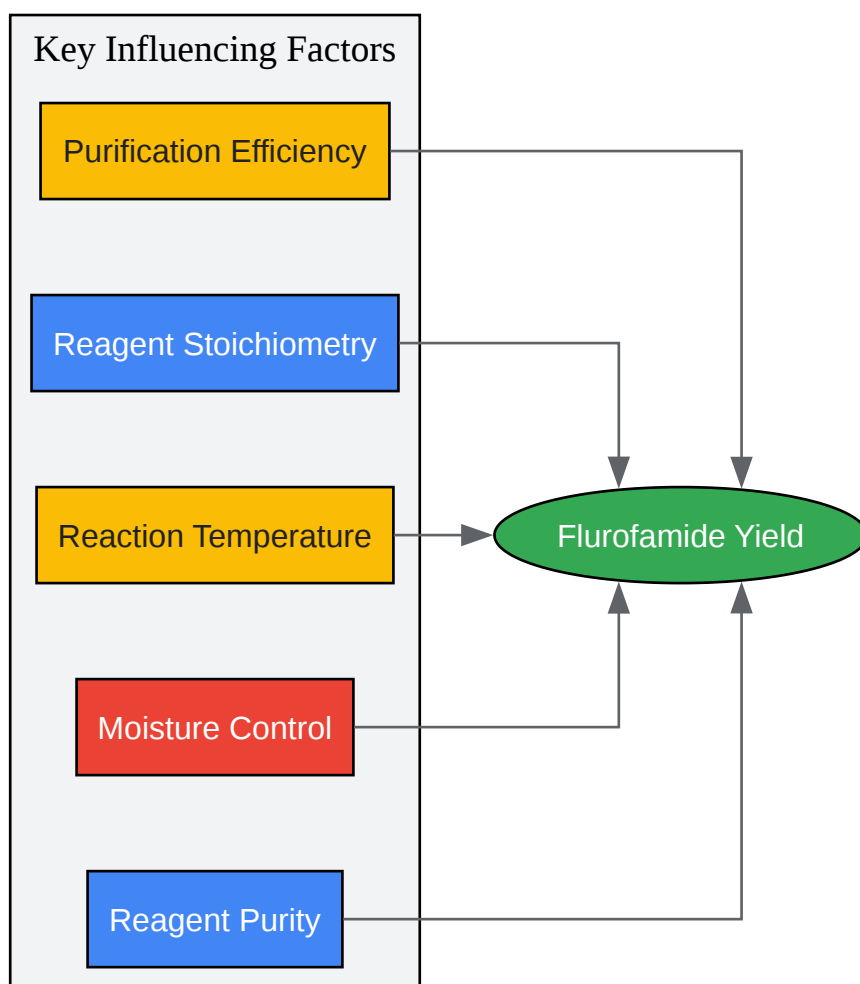 Key Influencing Factors
Purification Efficiency
Reagent Stoichiometry
Reaction Temperature
Flurofamide Yield
Moisture Control
Reagent Purity